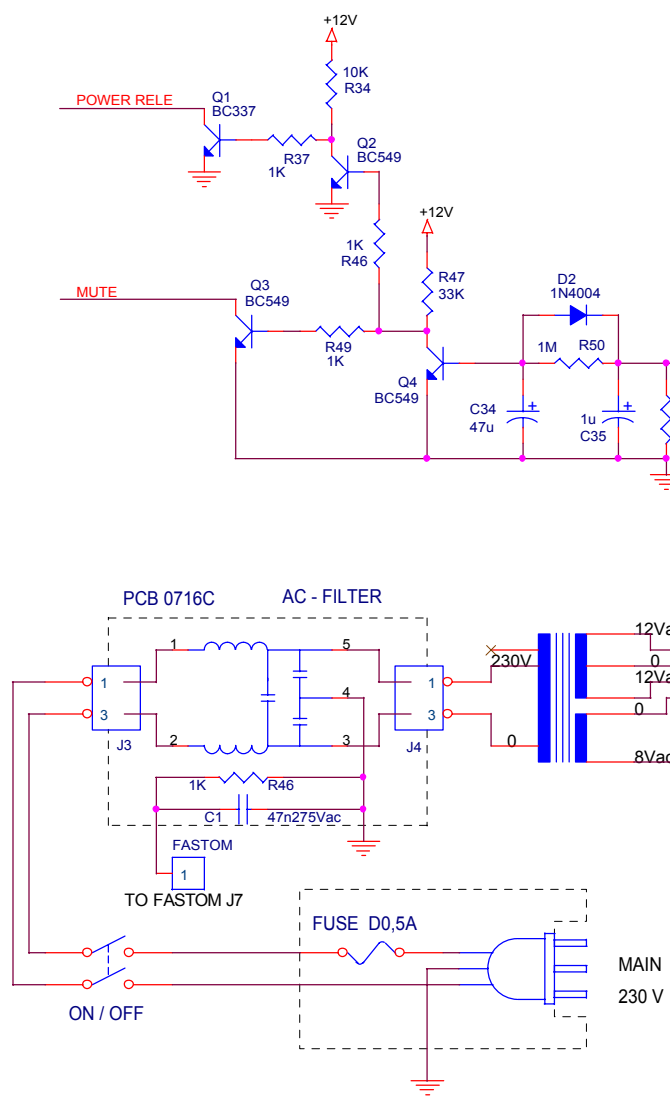 +12V
10K
R34
Q1
BC337
POWER RELE
R37
1K
Q2
BC549
+12V
1K
R46
R47
33K
Q3
BC549
MUTE
R49
1K
Q4
BC549
D2
1N4004
1M
R50
C34
47u
+
1u
C35
+
PCB 0716C
AC - FILTER
1
5
1
3
J3
2
4
3
1
3
J4
230V
0
12Va
0
12Va
0
8Vac
1K
R46
C1
47n275Vac
FASTOM
1
TO FASTOM J7
FUSE D0,5A
MAIN
230 V
ON / OFF